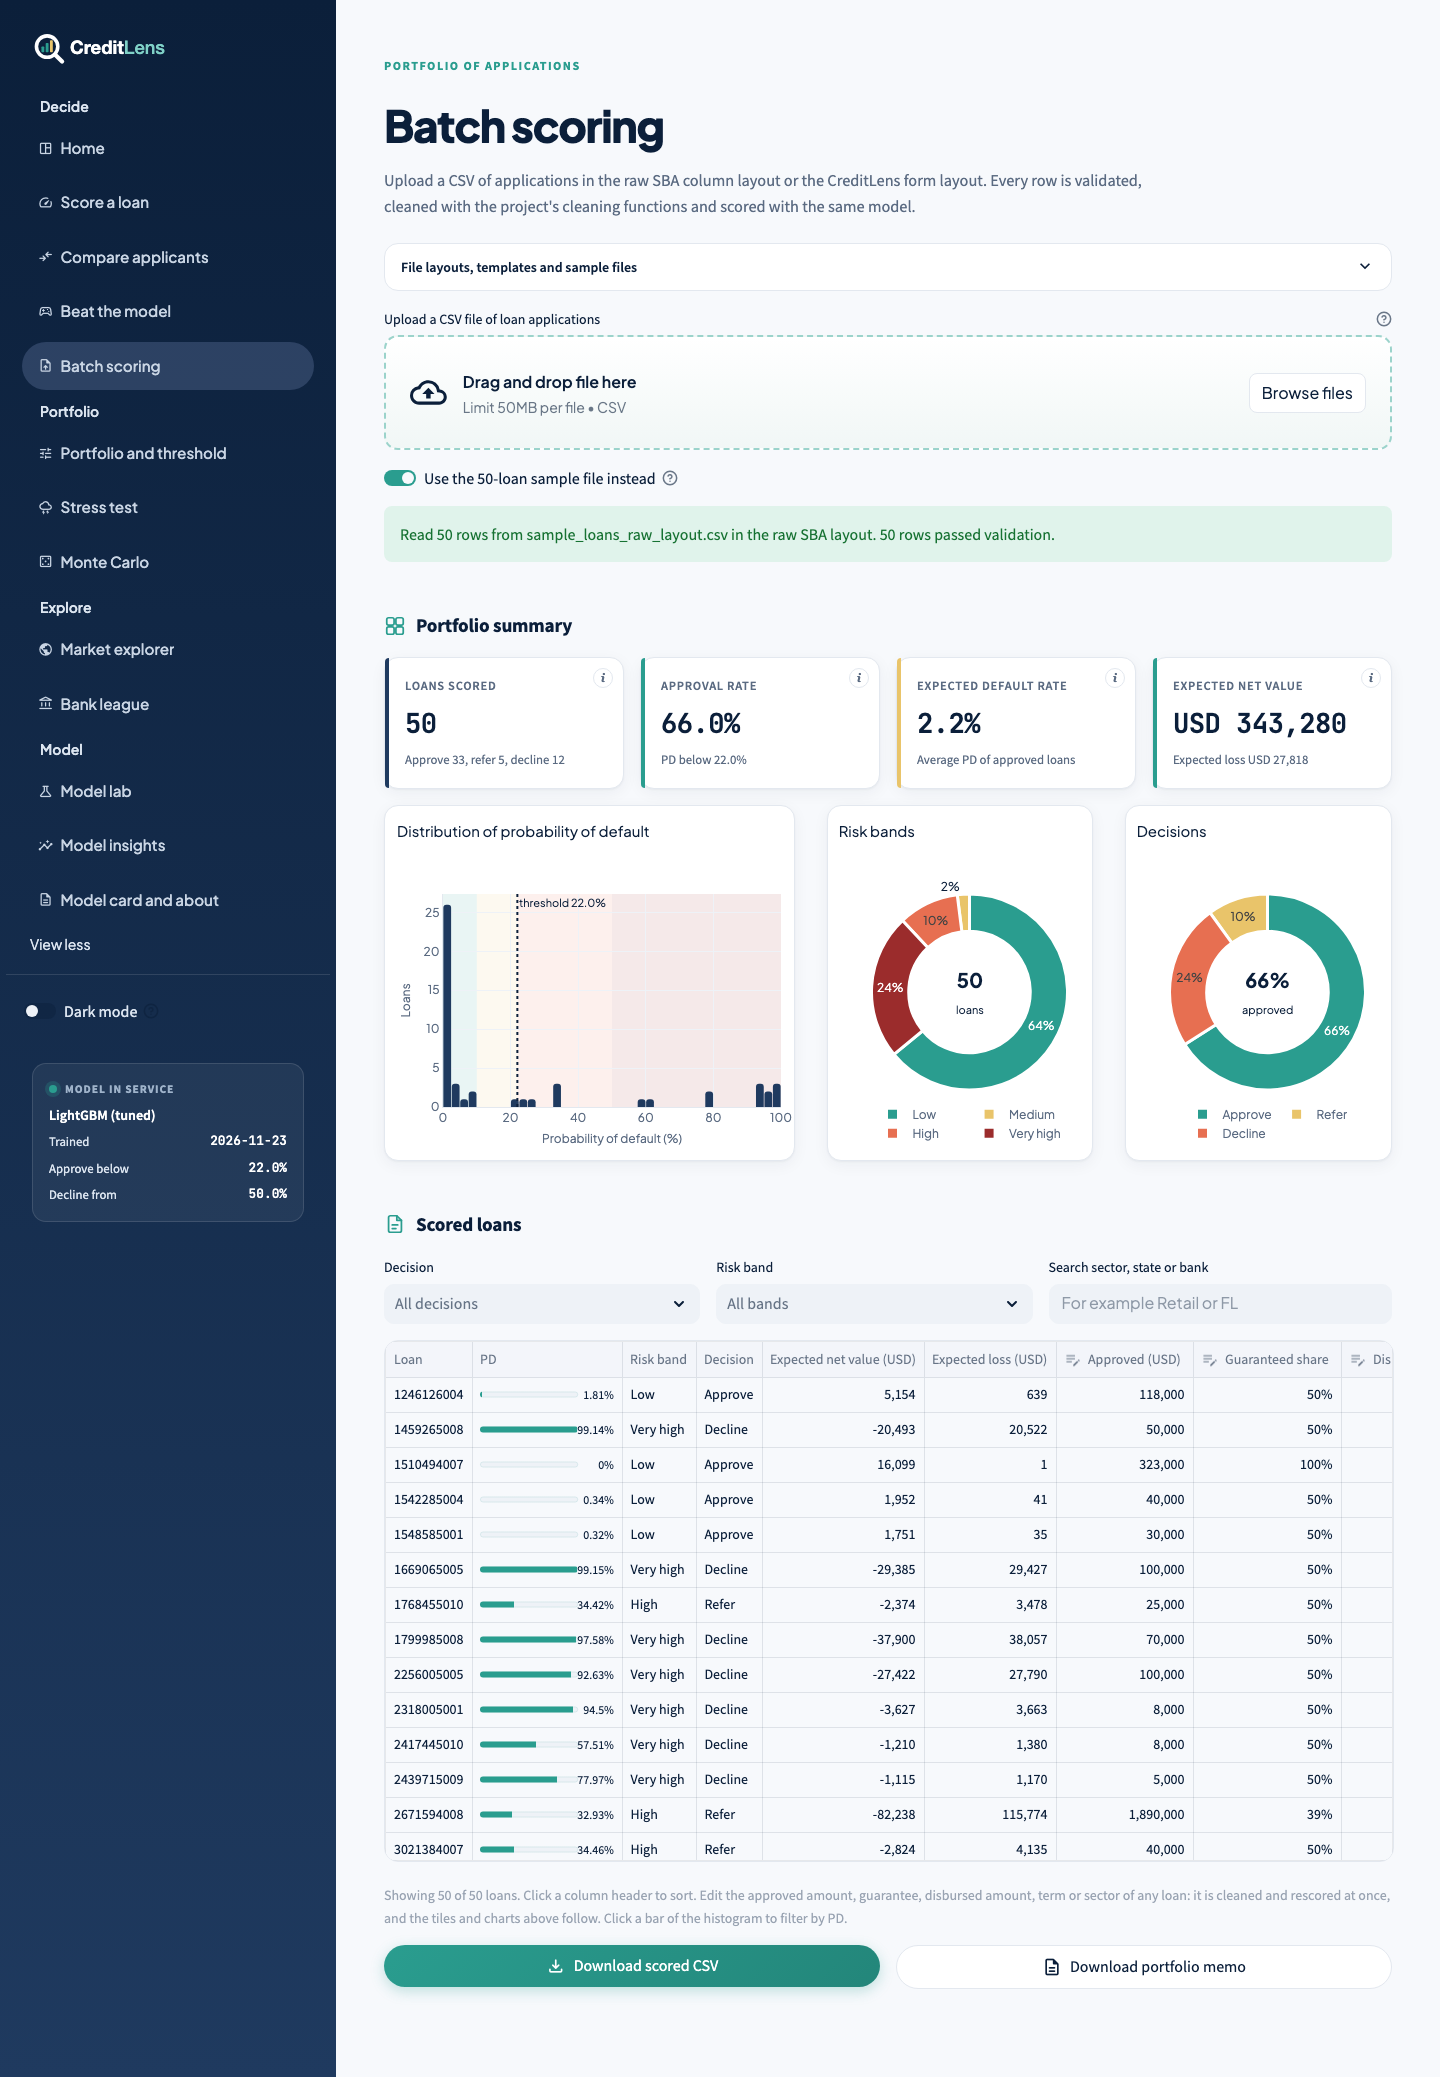 CreditLens
Decide
Home
Score a loan
Compare applicants
Beat the model
Batch scoring
Portfolio
Portfolio and threshold
Stress test
Monte Carlo
Explore
Market explorer
Bank league
Model
Model lab
Model insights
Model card and about
View less
Dark mode
MODEL IN SERVICE
LightGBM (tuned)
Trained 2026-11-23
Approve below 22.0%
Decline from 50.0%
PORTFOLIO OF APPLICATIONS
Batch scoring
Upload a CSV of applications in the raw SBA column layout or the CreditLens form layout. Every row is validated,
cleaned with the project's cleaning functions and scored with the same model.
File layouts, templates and sample files
Upload a CSV file of loan applications
Drag and drop file here
Limit 50MB per file • CSV
Browse files
Use the 50-loan sample file instead
Read 50 rows from sample_loans_raw_layout.csv in the raw SBA layout. 50 rows passed validation.
Portfolio summary
LOANS SCORED
50
Approve 33, refer 5, decline 12
APPROVAL RATE
66.0%
PD below 22.0%
EXPECTED DEFAULT RATE
2.2%
Average PD of approved loans
EXPECTED NET VALUE
USD 343,280
Expected loss USD 27,818
Distribution of probability of default
threshold 22.0%
25
20
15
10
5
0
Loans
0 20 40 60 80 100
Probability of default (%)
Risk bands
2%
10%
24%
64%
50
loans
Low Medium
High Very high
Decisions
10%
24%
66%
66%
approved
Approve Refer
Decline
Scored loans
Decision Risk band Search sector, state or bank
All decisions All bands For example Retail or FL
Loan PD Risk band Decision Expected net value (USD) Expected loss (USD) Approved (USD) Guaranteed share Dis
1246126004 1.81% Low Approve 5,154 639 118,000 50%
1459265008 99.14% Very high Decline -20,493 20,522 50,000 50%
1510494007 0% Low Approve 16,099 1 323,000 100%
1542285004 0.34% Low Approve 1,952 41 40,000 50%
1548585001 0.32% Low Approve 1,751 35 30,000 50%
1669065005 99.15% Very high Decline -29,385 29,427 100,000 50%
1768455010 34.42% High Refer -2,374 3,478 25,000 50%
1799985008 97.58% Very high Decline -37,900 38,057 70,000 50%
2256005005 92.63% Very high Decline -27,422 27,790 100,000 50%
2318005001 94.5% Very high Decline -3,627 3,663 8,000 50%
2417445010 57.51% Very high Decline -1,210 1,380 8,000 50%
2439715009 77.97% Very high Decline -1,115 1,170 5,000 50%
2671594008 32.93% High Refer -82,238 115,774 1,890,000 39%
3021384007 34.46% High Refer -2,824 4,135 40,000 50%
Showing 50 of 50 loans. Click a column header to sort. Edit the approved amount, guarantee, disbursed amount, term or sector of any loan: it is cleaned and rescored at once,
and the tiles and charts above follow. Click a bar of the histogram to filter by PD.
Download scored CSV
Download portfolio memo